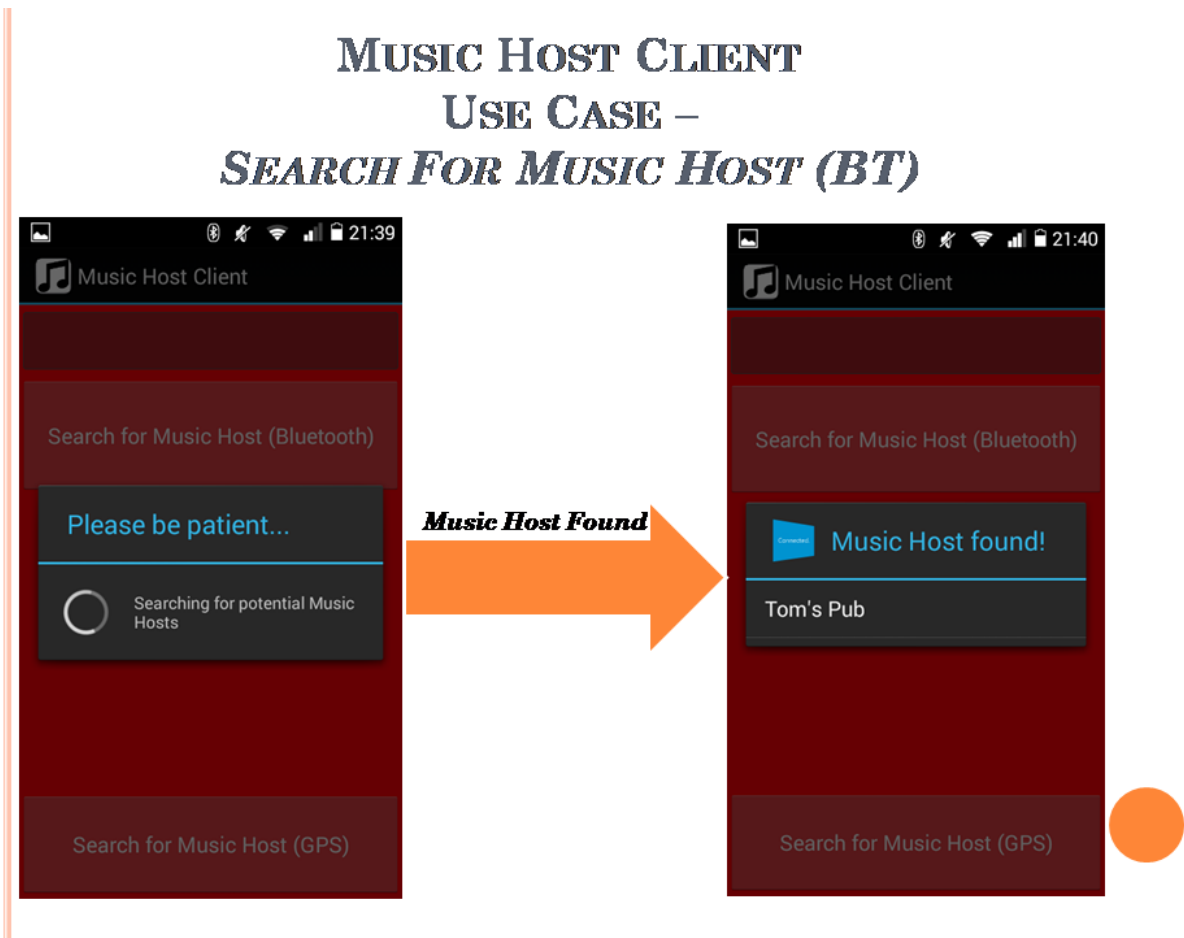 MUSIC HOST CLIENT
USE CASE –
SEARCH FOR MUSIC HOST (BT)
21:39
Music Host Client
Search for Music Host (Bluetooth)
Please be patient...
Searching for potential Music
Hosts
Search for Music Host (GPS)
Music Host Found
21:40
Music Host Client
Search for Music Host (Bluetooth)
Connected
Music Host found!
Tom's Pub
Search for Music Host (GPS)